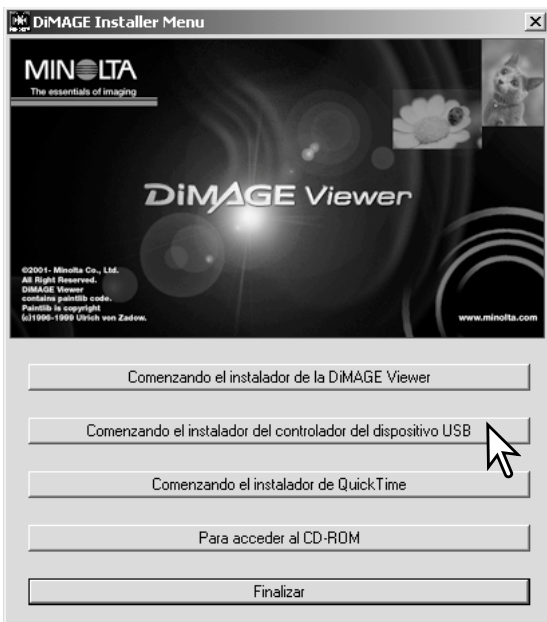 DiMAGE Installer Menu
MINOLTA
The essentials of imaging
DiMAGE Viewer
©2001- Minolta Co., Ltd.
All Right Reserved.
DiMAGE Viewer
contains paintlib code.
Paintlib is copyright
(c)1996-1999 Ulrich von Zadow.
www.minolta.com
Comenzando el instalador de la DiMAGE Viewer
Comenzando el instalador del controlador del dispositivo USB
Comenzando el instalador de QuickTime
Para acceder al CD-ROM
Finalizar